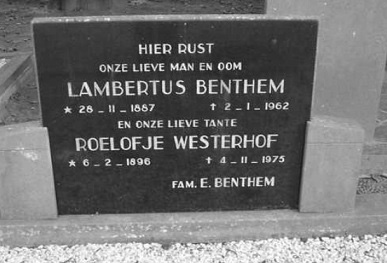 HIER RUST
ONZE LIEVE MAN EN OOM
LAMBERTUS BENTHEM
* 28-11-1887 † 2-1-1962
EN ONZE LIEVE TANTE
ROELOFJE WESTERHOF
* 6-2-1896 † 4-11-1975
FAM. E. BENTHEM